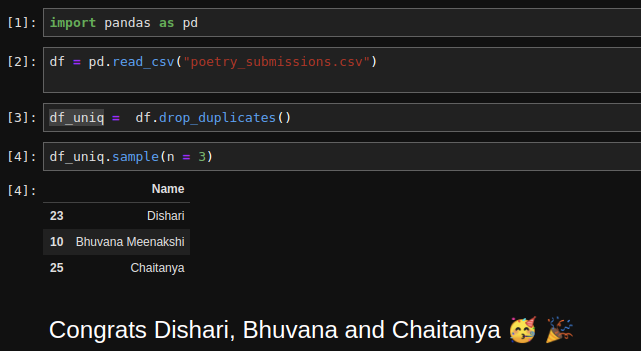 [1]: import pandas as pd
[2]: df = pd.read_csv("poetry_submissions.csv")
[3]: df_uniq =  df.drop_duplicates()
[4]: df_uniq.sample(n = 3)
[4]: Name
23 Dishari
10 Bhuvana Meenakshi
25 Chaitanya
Congrats Dishari, Bhuvana and Chaitanya 🥳 🎉